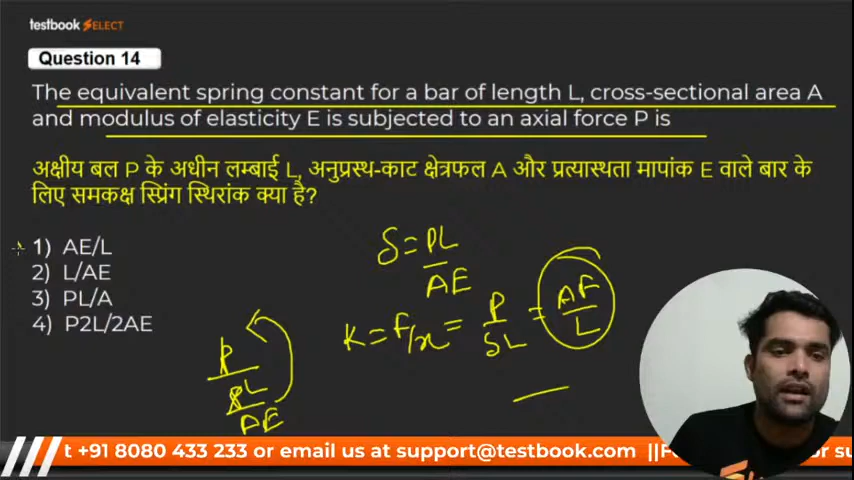 testbook SELECT
Question 14
The equivalent spring constant for a bar of length L, cross-sectional area A
and modulus of elasticity E is subjected to an axial force P is
अक्षीय बल P के अधीन लम्बाई L, अनुप्रस्थ-काट क्षेत्रफल A और प्रत्यास्थता मापांक E वाले बार के
लिए समकक्ष स्प्रिंग स्थिरांक क्या है?
1) AE/L
2) L/AE
3) PL/A
4) P2L/2AE
δ = PL/AE
K = F/x = P/δL = AE/L
P/(PL/AE)
t +91 8080 433 233 or email us at support@testbook.com ||F